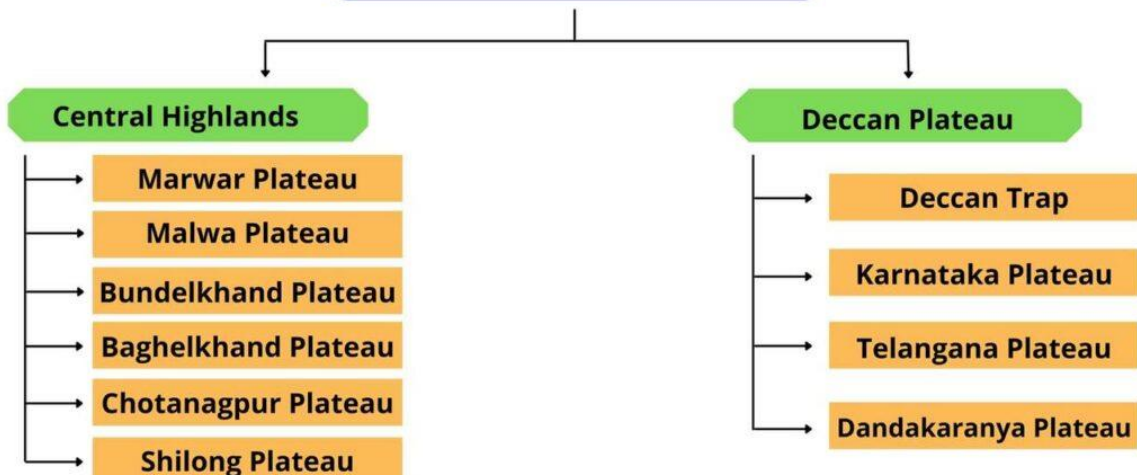 Central Highlands
Marwar Plateau
Malwa Plateau
Bundelkhand Plateau
Baghelkhand Plateau
Chotanagpur Plateau
Shilong Plateau
Deccan Plateau
Deccan Trap
Karnataka Plateau
Telangana Plateau
Dandakaranya Plateau